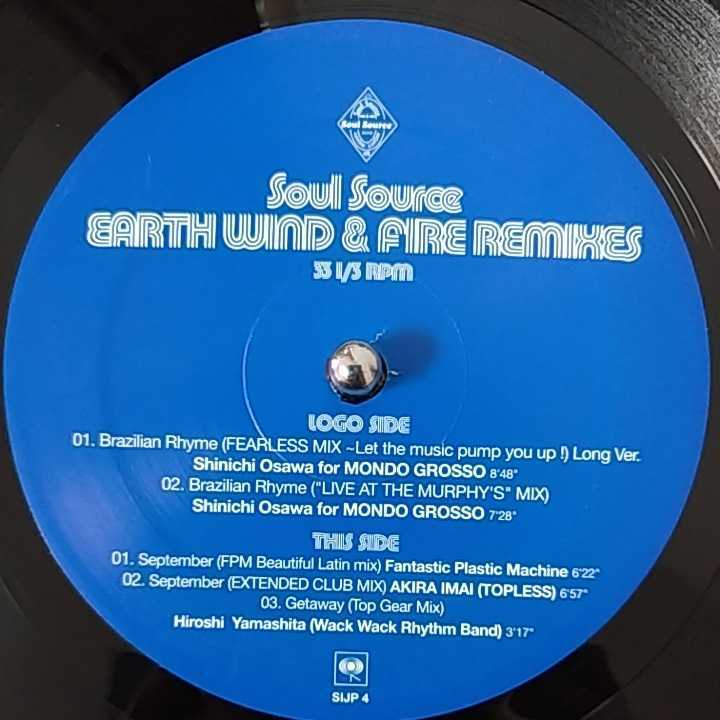 Soul Source
Soul Source
EARTH WIND & FIRE REMIXES
33 1/3 RPM
LOGO SIDE
01. Brazilian Rhyme (FEARLESS MIX ~Let the music pump you up !) Long Ver.
Shinichi Osawa for MONDO GROSSO 8'48"
02. Brazilian Rhyme ("LIVE AT THE MURPHY'S" MIX)
Shinichi Osawa for MONDO GROSSO 7'28"
THIS SIDE
01. September (FPM Beautiful Latin mix) Fantastic Plastic Machine 6'22"
02. September (EXTENDED CLUB MIX) AKIRA IMAI (TOPLESS) 6'57"
03. Getaway (Top Gear Mix)
Hiroshi Yamashita (Wack Wack Rhythm Band) 3'17"
SIJP 4